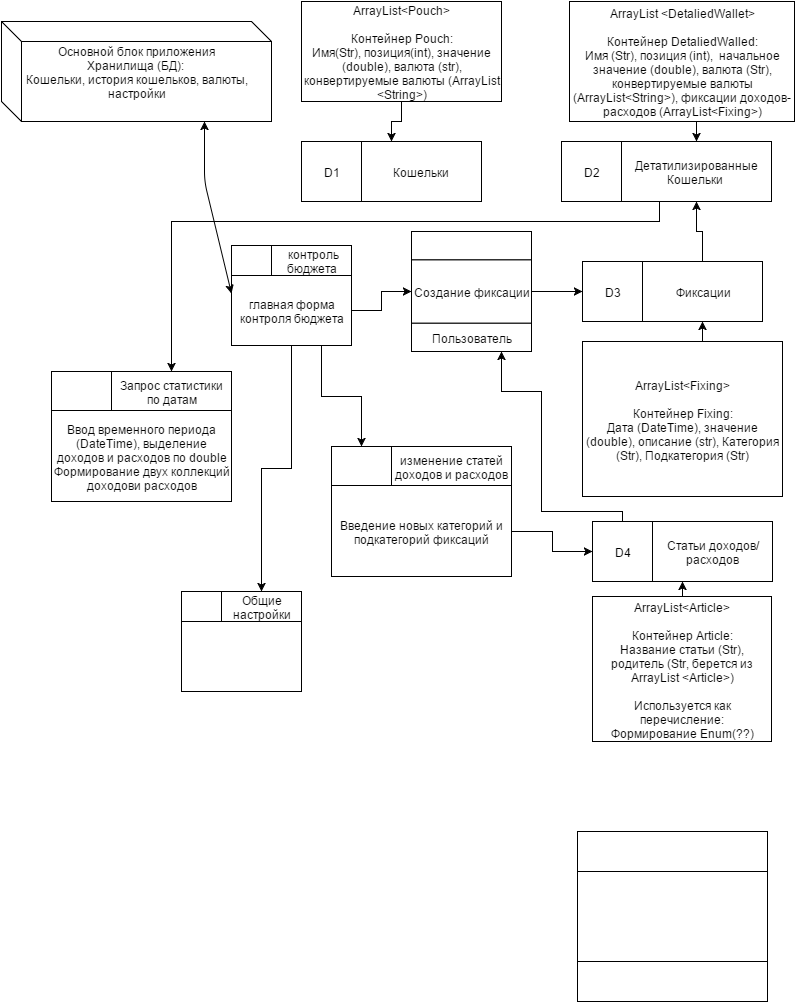 Основной блок приложения
Хранилища (БД):
Кошельки, история кошельков, валюты,
настройки
ArrayList<Pouch>
Контейнер Pouch:
Имя(Str), позиция(int), значение
(double), валюта (str),
конвертируемые валюты (ArrayList
<String>)
ArrayList <DetaliedWallet>
Контейнер DetaliedWalled:
Имя (Str), позиция (int), начальное
значение (double), валюта (Str),
конвертируемые валюты
(ArrayList<String>), фиксации доходов-
расходов (ArrayList<Fixing>)
D1
Кошельки
D2
Детатилизированные
Кошельки
контроль
бюджета
главная форма
контроля бюджета
Создание фиксации
Пользователь
D3
Фиксации
ArrayList<Fixing>
Контейнер Fixing:
Дата (DateTime), значение
(double), описание (str), Категория
(Str), Подкатегория (Str)
Запрос статистики
по датам
Ввод временного периода
(DateTime), выделение
доходов и расходов по double
Формирование двух коллекций
доходови расходов
изменение статей
доходов и расходов
Введение новых категорий и
подкатегорий фиксаций
D4
Статьи доходы/
расходов
Общие
настройки
ArrayList<Article>
Контейнер Article:
Название статьи (Str),
родитель (Str, берется из
ArrayList <Article>)
Используется как
перечисление:
Формирование Enum(??)